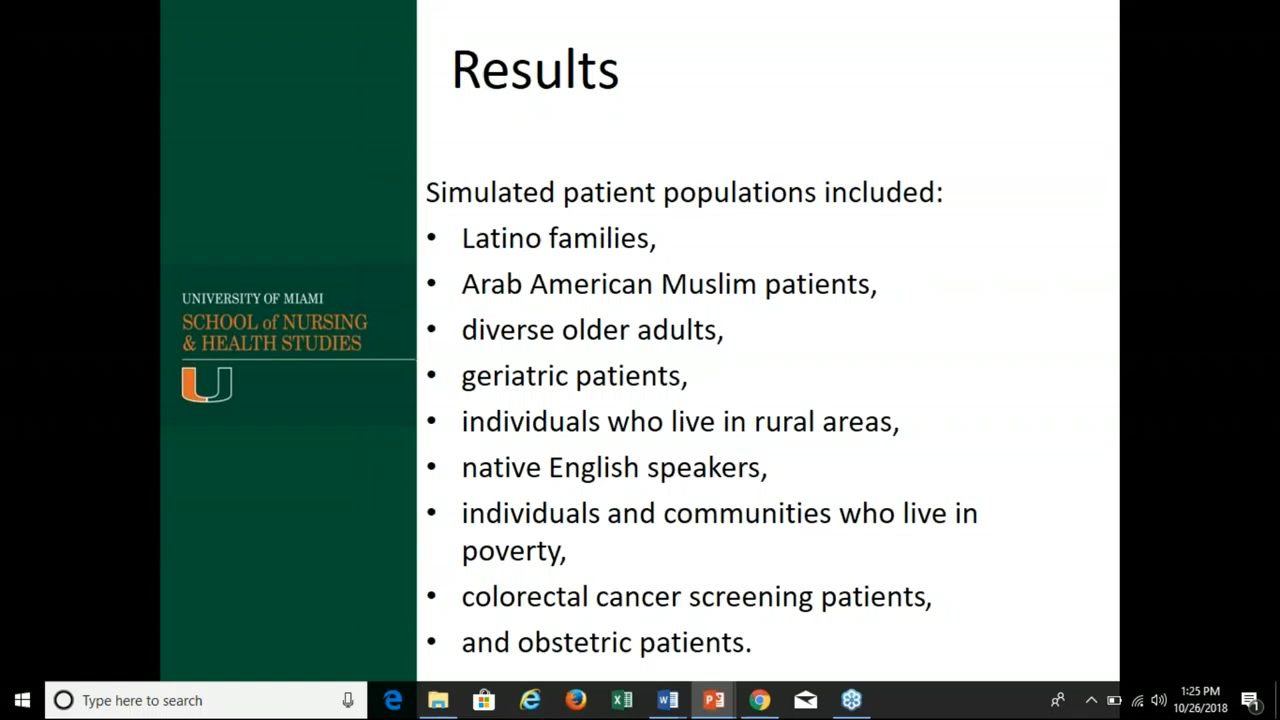 Results
Simulated patient populations included:
• Latino families,
• Arab American Muslim patients,
• diverse older adults,
• geriatric patients,
• individuals who live in rural areas,
• native English speakers,
• individuals and communities who live in
poverty,
• colorectal cancer screening patients,
• and obstetric patients.
UNIVERSITY OF MIAMI
SCHOOL of NURSING
& HEALTH STUDIES
Type here to search
1:25 PM
10/26/2018
1